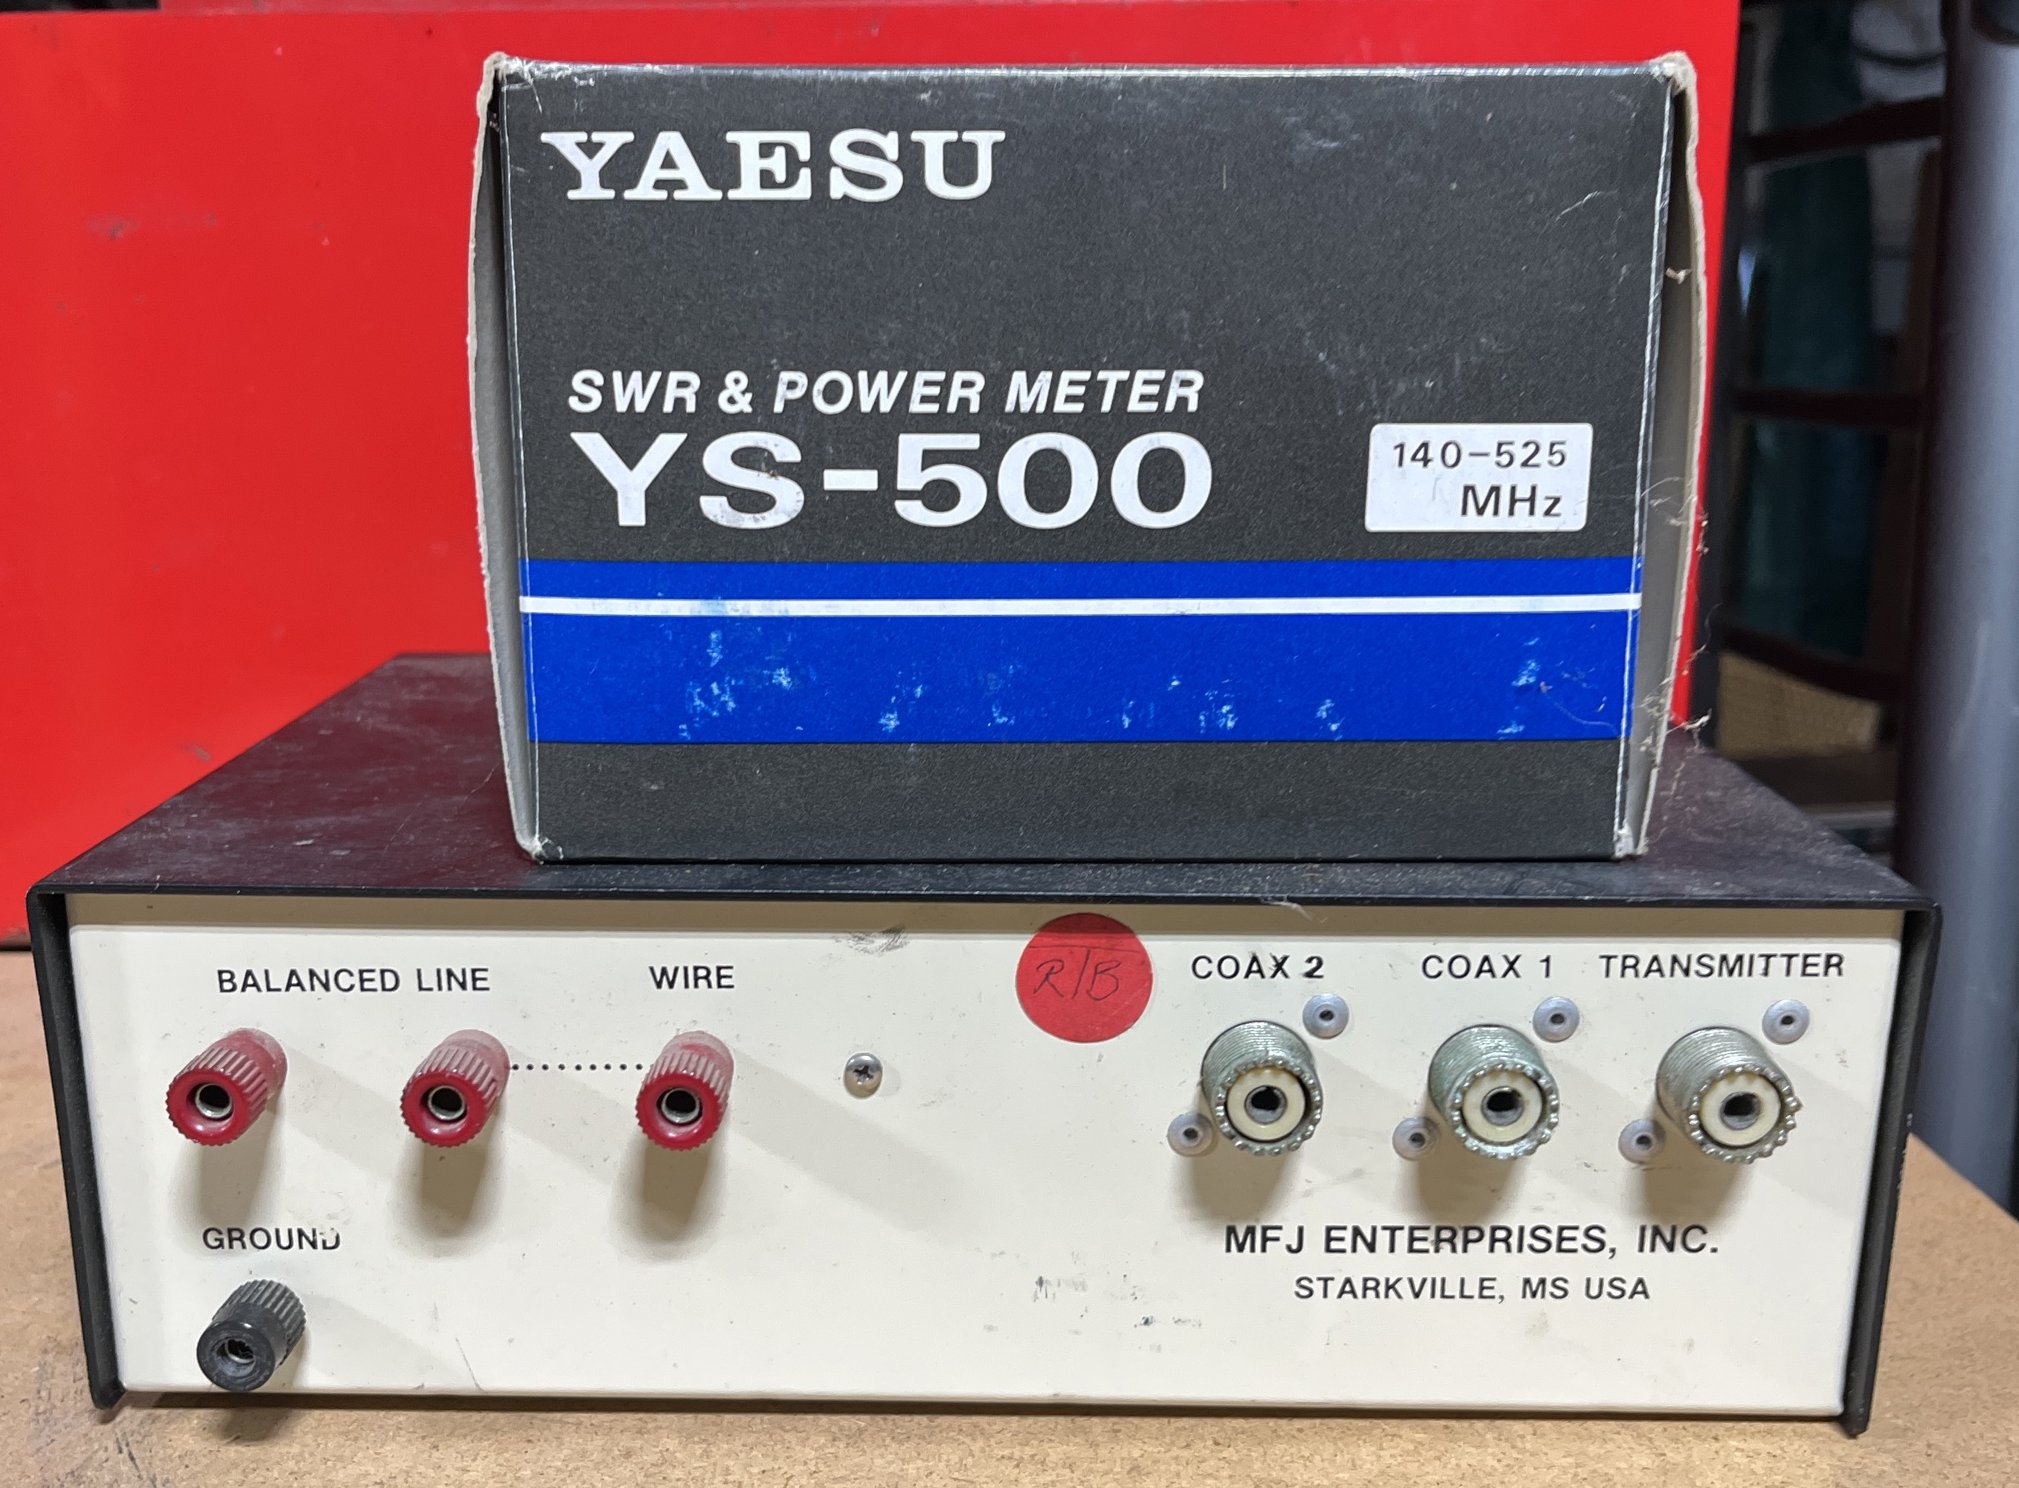 YAESU
SWR & POWER METER
YS-500
140-525
MHz
BALANCED LINE
WIRE
R/B
COAX 2
COAX 1
TRANSMITTER
GROUND
MFJ ENTERPRISES, INC.
STARKVILLE, MS USA